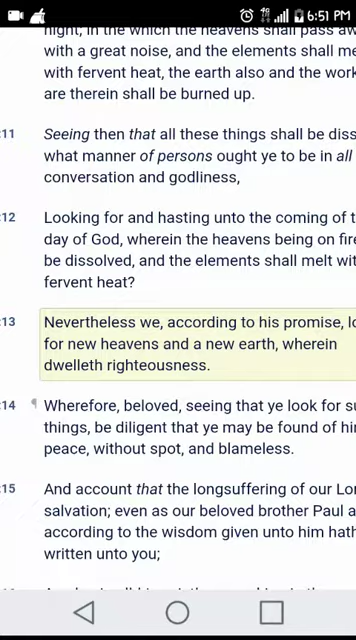 6:51 PM
night, in the which the heavens shall pass aw
with a great noise, and the elements shall me
with fervent heat, the earth also and the work
are therein shall be burned up.
:11 Seeing then that all these things shall be diss
what manner of persons ought ye to be in all
conversation and godliness,
:12 Looking for and hasting unto the coming of t
day of God, wherein the heavens being on fire
be dissolved, and the elements shall melt wit
fervent heat?
:13 Nevertheless we, according to his promise, lo
for new heavens and a new earth, wherein
dwelleth righteousness.
:14 ¶ Wherefore, beloved, seeing that ye look for su
things, be diligent that ye may be found of hi
peace, without spot, and blameless.
:15 And account that the longsuffering of our Lor
salvation; even as our beloved brother Paul a
according to the wisdom given unto him hath
written unto you;